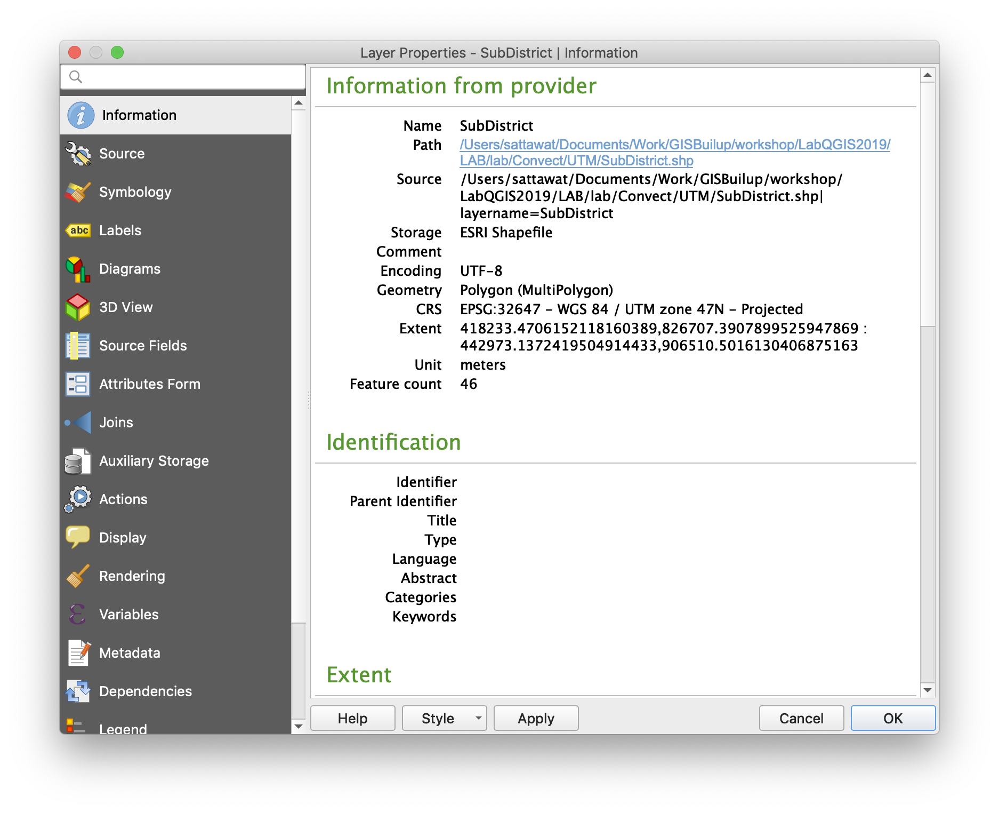 Layer Properties - SubDistrict | Information
Information
Source
Symbology
abc Labels
Diagrams
3D View
Source Fields
Attributes Form
Joins
Auxiliary Storage
Actions
Display
Rendering
Variables
Metadata
Dependencies
Legend
Information from provider
Name SubDistrict
Path /Users/sattawat/Documents/Work/GISBuilup/workshop/LabQGIS2019/
LAB/lab/Convect/UTM/SubDistrict.shp
Source /Users/sattawat/Documents/Work/GISBuilup/workshop/
LabQGIS2019/LAB/lab/Convect/UTM/SubDistrict.shp|
layername=SubDistrict
Storage ESRI Shapefile
Comment
Encoding UTF-8
Geometry Polygon (MultiPolygon)
CRS EPSG:32647 - WGS 84 / UTM zone 47N - Projected
Extent 418233.4706152118160389,826707.3907899525947869 :
442973.1372419504914433,906510.5016130406875163
Unit meters
Feature count 46
Identification
Identifier
Parent Identifier
Title
Type
Language
Abstract
Categories
Keywords
Extent
Help Style Apply Cancel OK